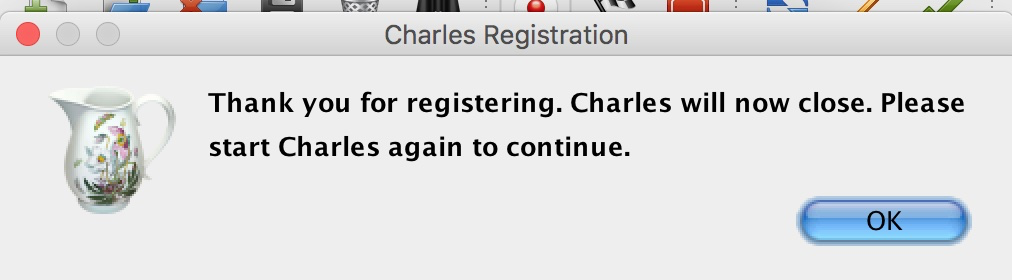 Charles Registration
Thank you for registering. Charles will now close. Please
start Charles again to continue.
OK